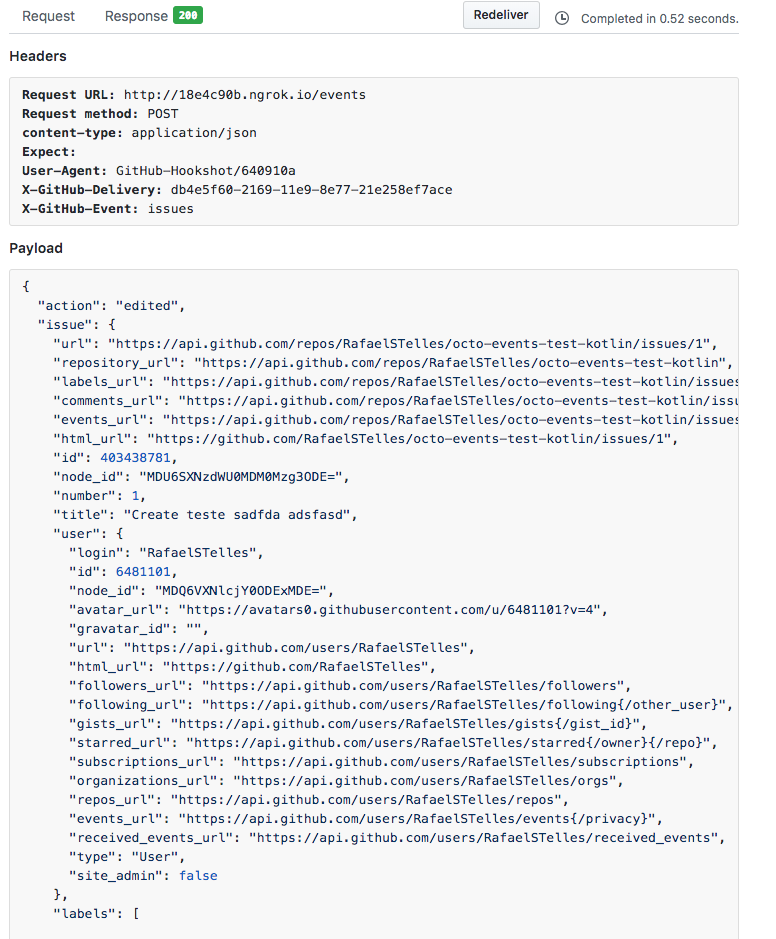 Request Response 200 Redeliver Completed in 0.52 seconds.
Headers
Request URL: http://18e4c90b.ngrok.io/events
Request method: POST
content-type: application/json
Expect:
User-Agent: GitHub-Hookshot/640910a
X-GitHub-Delivery: db4e5f60-2169-11e9-8e77-21e258ef7ace
X-GitHub-Event: issues
Payload
{
  "action": "edited",
  "issue": {
    "url": "https://api.github.com/repos/RafaelSTelles/octo-events-test-kotlin/issues/1",
    "repository_url": "https://api.github.com/repos/RafaelSTelles/octo-events-test-kotlin",
    "labels_url": "https://api.github.com/repos/RafaelSTelles/octo-events-test-kotlin/issues
    "comments_url": "https://api.github.com/repos/RafaelSTelles/octo-events-test-kotlin/issu
    "events_url": "https://api.github.com/repos/RafaelSTelles/octo-events-test-kotlin/issues
    "html_url": "https://github.com/RafaelSTelles/octo-events-test-kotlin/issues/1",
    "id": 403438781,
    "node_id": "MDU6SXNzdWU0MDM0Mzg3ODE=",
    "number": 1,
    "title": "Create teste sadfda adsfasd",
    "user": {
      "login": "RafaelSTelles",
      "id": 6481101,
      "node_id": "MDQ6VXNlcjY0ODExMDE=",
      "avatar_url": "https://avatars0.githubusercontent.com/u/6481101?v=4",
      "gravatar_id": "",
      "url": "https://api.github.com/users/RafaelSTelles",
      "html_url": "https://github.com/RafaelSTelles",
      "followers_url": "https://api.github.com/users/RafaelSTelles/followers",
      "following_url": "https://api.github.com/users/RafaelSTelles/following{/other_user}",
      "gists_url": "https://api.github.com/users/RafaelSTelles/gists{/gist_id}",
      "starred_url": "https://api.github.com/users/RafaelSTelles/starred{/owner}{/repo}",
      "subscriptions_url": "https://api.github.com/users/RafaelSTelles/subscriptions",
      "organizations_url": "https://api.github.com/users/RafaelSTelles/orgs",
      "repos_url": "https://api.github.com/users/RafaelSTelles/repos",
      "events_url": "https://api.github.com/users/RafaelSTelles/events{/privacy}",
      "received_events_url": "https://api.github.com/users/RafaelSTelles/received_events",
      "type": "User",
      "site_admin": false
    },
    "labels": [